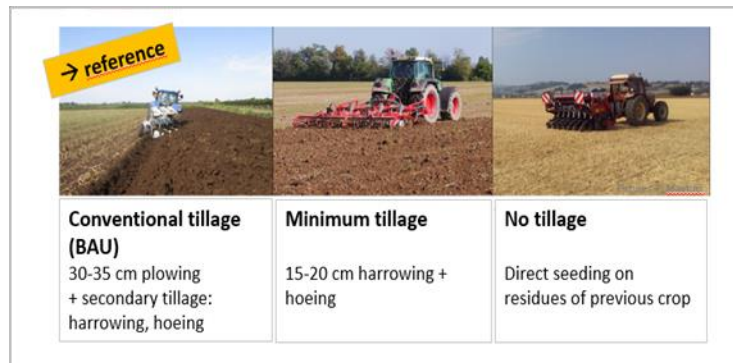 → reference
Conventional tillage
(BAU)
30-35 cm plowing
+ secondary tillage:
harrowing, hoeing
Minimum tillage
15-20 cm harrowing +
hoeing
No tillage
Direct seeding on
residues of previous crop